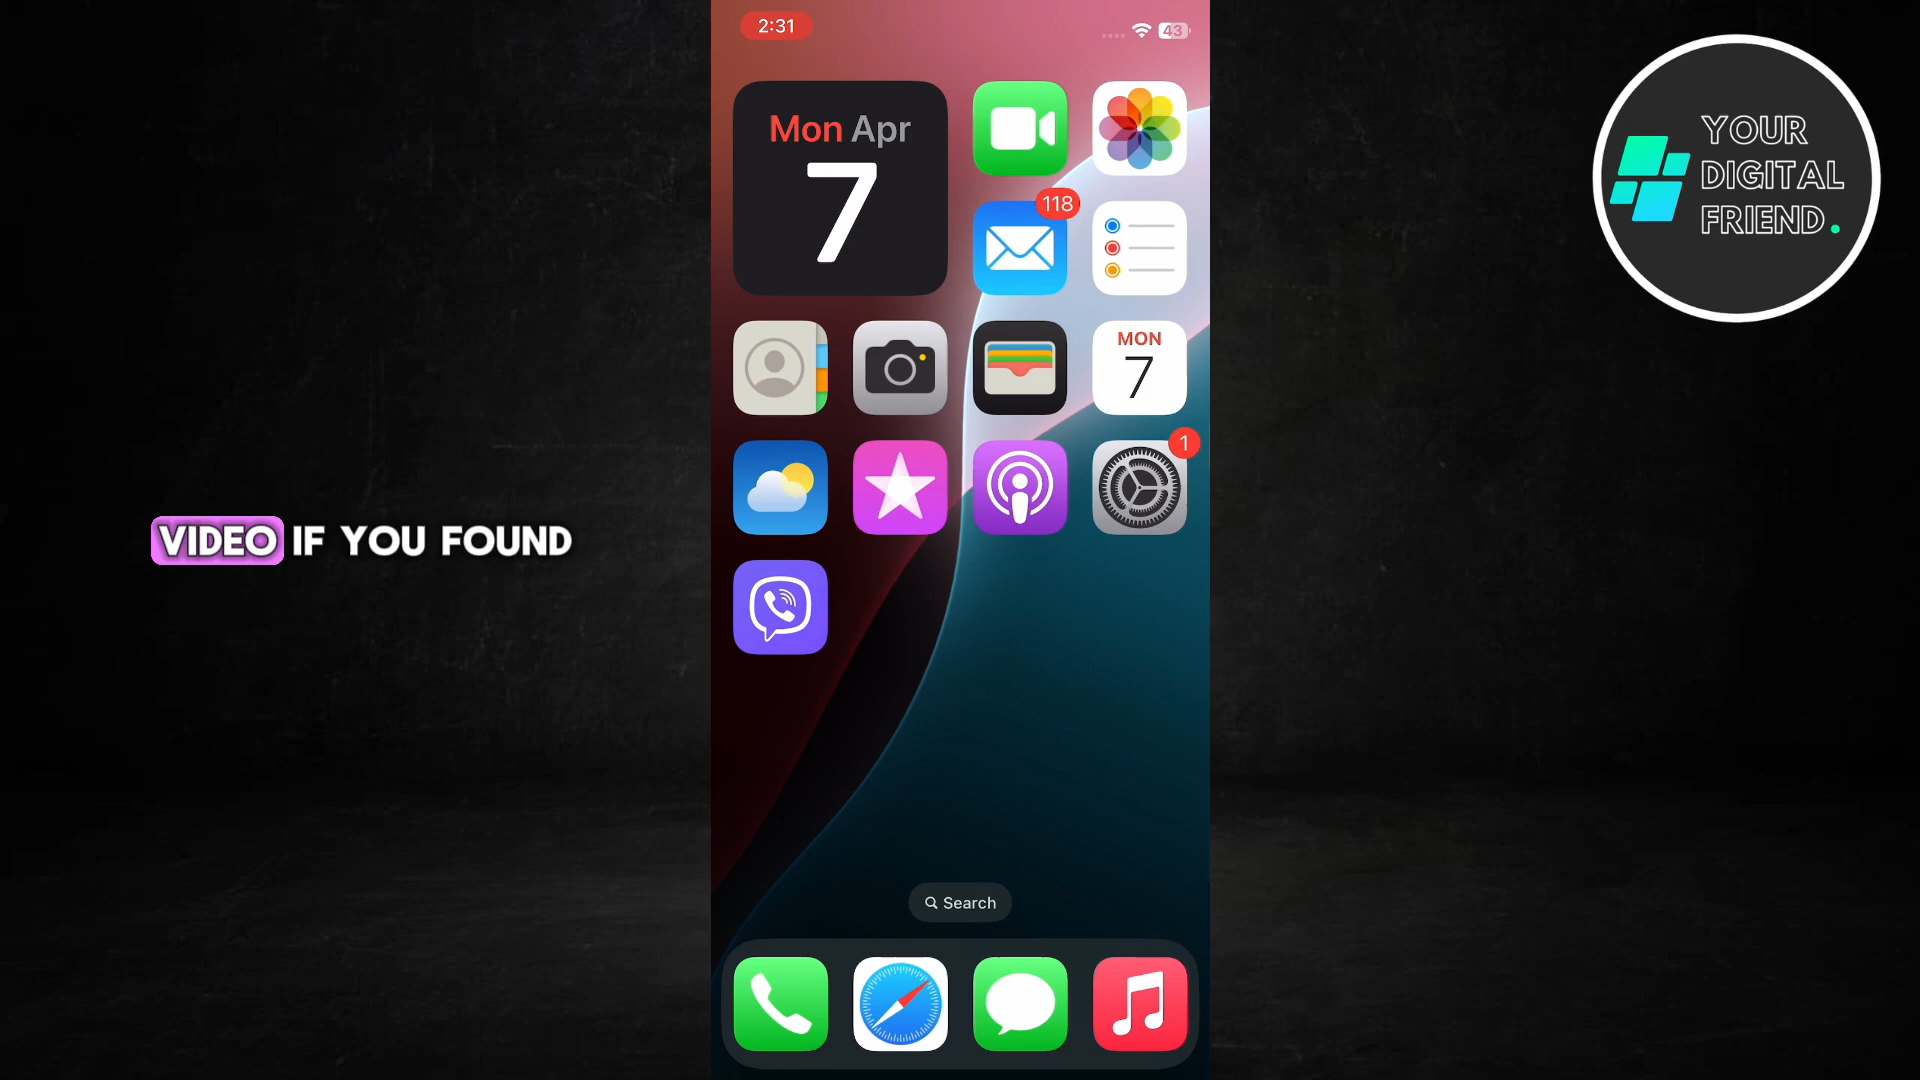 2:31
43
Mon Apr
7
118
MON
7
1
Search
VIDEO IF YOU FOUND
YOUR
DIGITAL
FRIEND.